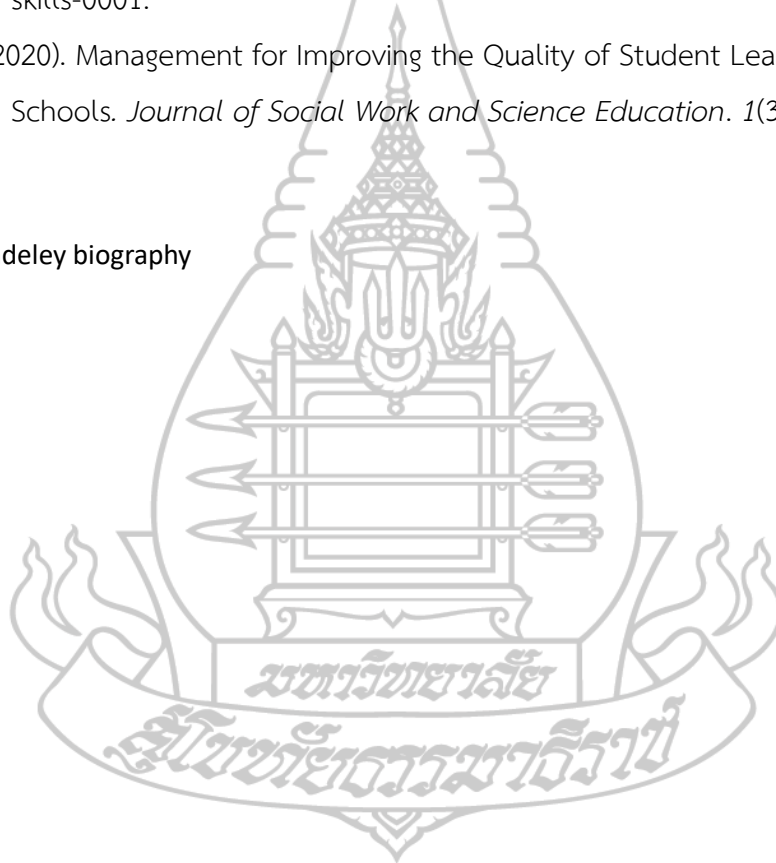 skills-0001.
2020). Management for Improving the Quality of Student Lea
Schools. Journal of Social Work and Science Education. 1(3
deley biography
มหาวิทยาลัย
สุโขทัยธรรมาธิราช